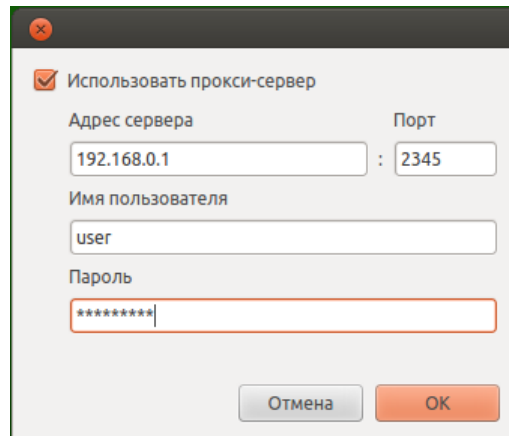 Использовать прокси-сервер
Адрес сервера Порт
192.168.0.1 : 2345
Имя пользователя
user
Пароль
*********
Отмена OK